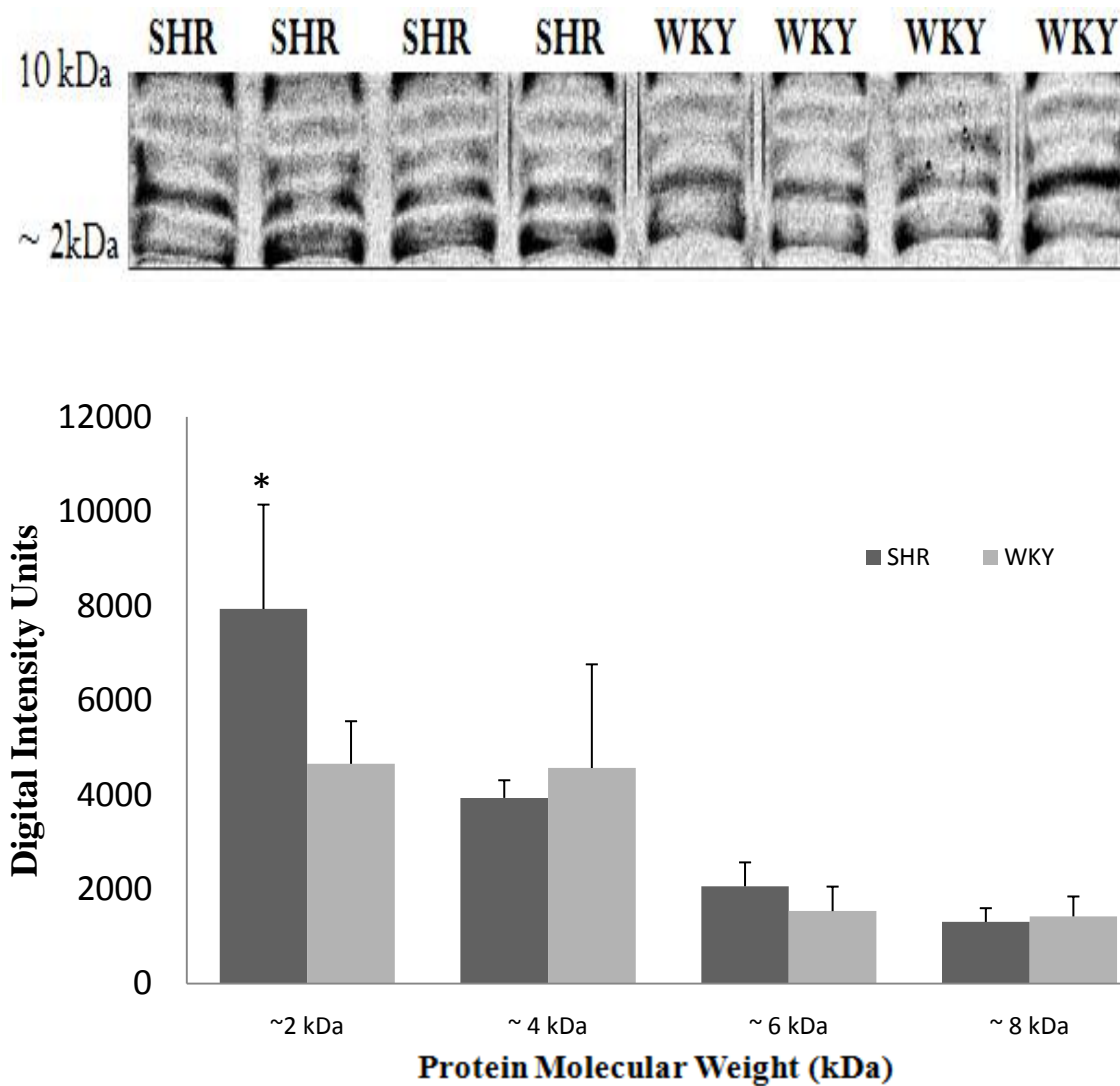 SHR SHR SHR SHR WKY WKY WKY WKY
10 kDa
~ 2kDa
12000
*
10000
8000
6000
4000
2000
0
Digital Intensity Units
SHR WKY
~2 kDa ~ 4 kDa ~ 6 kDa ~ 8 kDa
Protein Molecular Weight (kDa)